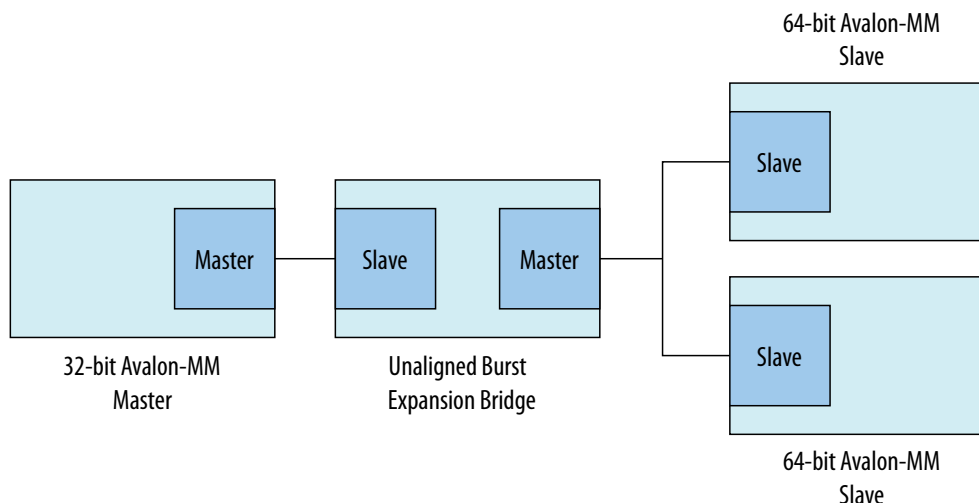 64-bit Avalon-MM
Slave
Slave
Master
Slave
Master
Slave
32-bit Avalon-MM
Master
Unaligned Burst
Expansion Bridge
64-bit Avalon-MM
Slave